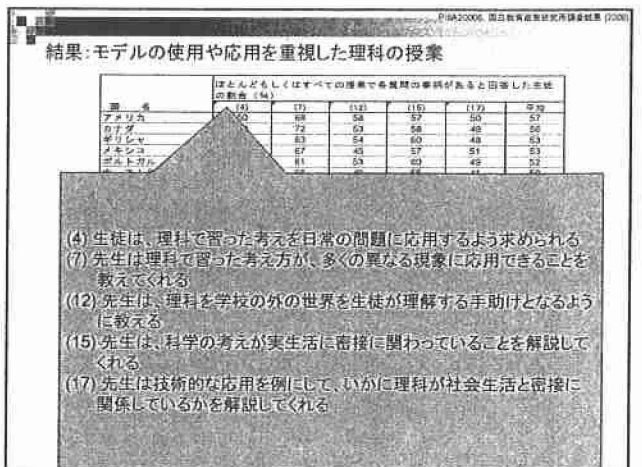 PISA2006, 国立教育政策研究所調査結果 (2006)
結果:モデルの使用や応用を重視した理科の授業
ほとんどもしくはすべての授業で各質問の事柄があると回答した生徒
の割合 (%)
国 名 (4) (7) (12) (15) (17) 平均
アメリカ 50 69 58 57 50 57
カナダ 72 53 58 49 56
ギリシャ 63 54 60 48 53
メキシコ 67 45 57 51 53
ポルトガル 61 53 60 49 52
(4) 生徒は、理科で習った考えを日常の問題に応用するよう求められる
(7) 先生は理科で習った考え方が、多くの異なる現象に応用できることを
教えてくれる
(12) 先生は、理科を学校の外の世界を生徒が理解する手助けとなるよう
に教える
(15) 先生は、科学の考えが実生活に密接に関わっていることを解説して
くれる
(17) 先生は技術的な応用を例にして、いかに理科が社会生活と密接に
関係しているかを解説してくれる